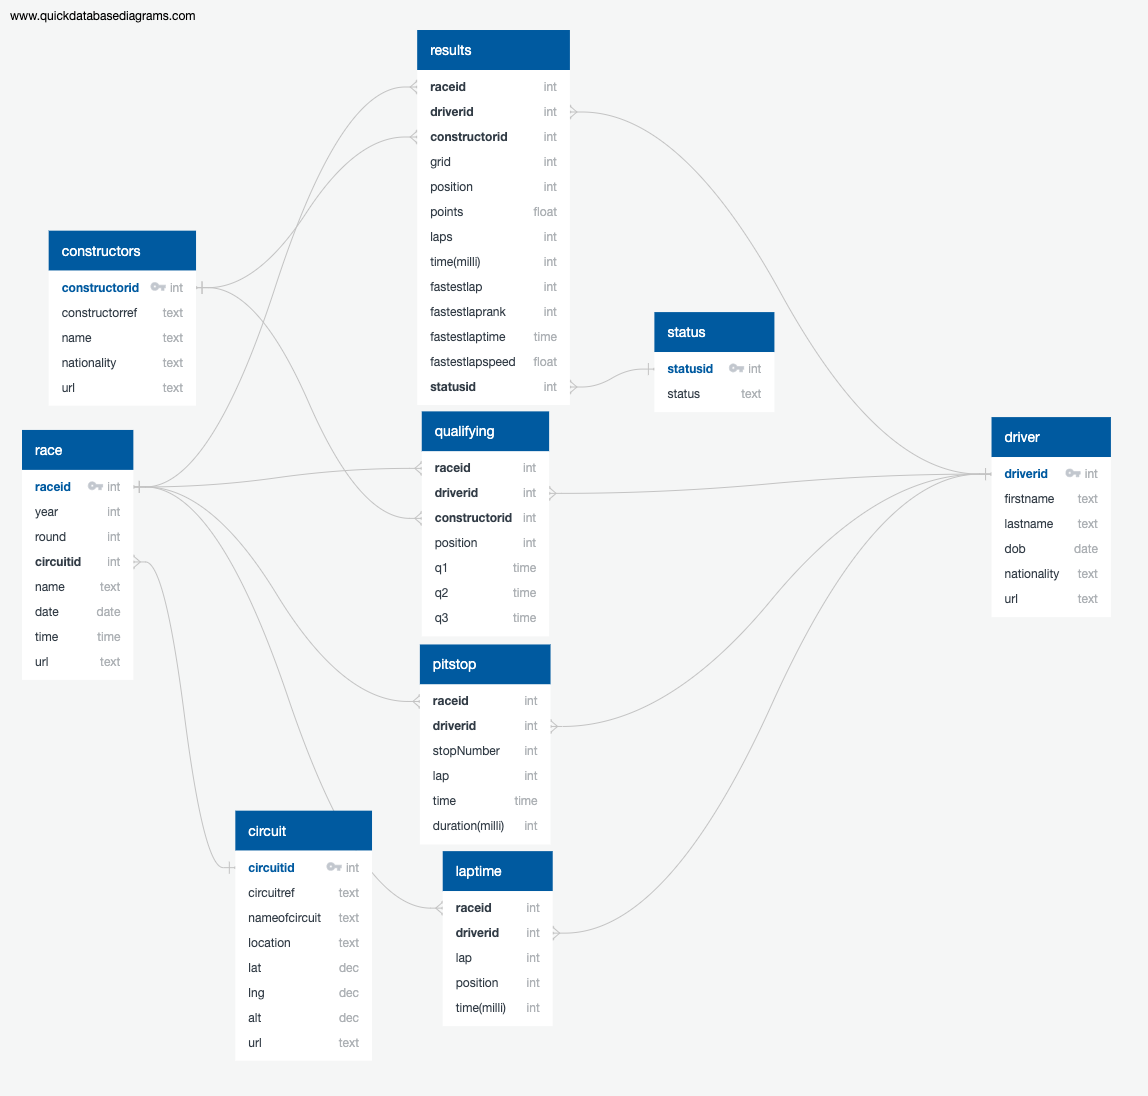 www.quickdatabasediagrams.com
results
raceid int
driverid int
constructorid int
grid int
position int
points float
laps int
time(milli) int
fastestlap int
fastestlaprank int
fastestlaptime time
fastestlapspeed float
statusid int
constructors
constructorid int
constructorref text
name text
nationality text
url text
status
statusid int
status text
qualifying
raceid int
driverid int
constructorid int
position int
q1 time
q2 time
q3 time
driver
driverid int
firstname text
lastname text
dob date
nationality text
url text
race
raceid int
year int
round int
circuitid int
name text
date date
time time
url text
pitstop
raceid int
driverid int
stopNumber int
lap int
time time
duration(milli) int
circuit
circuitid int
circuitref text
nameofcircuit text
location text
lat dec
lng dec
alt dec
url text
laptime
raceid int
driverid int
lap int
position int
time(milli) int